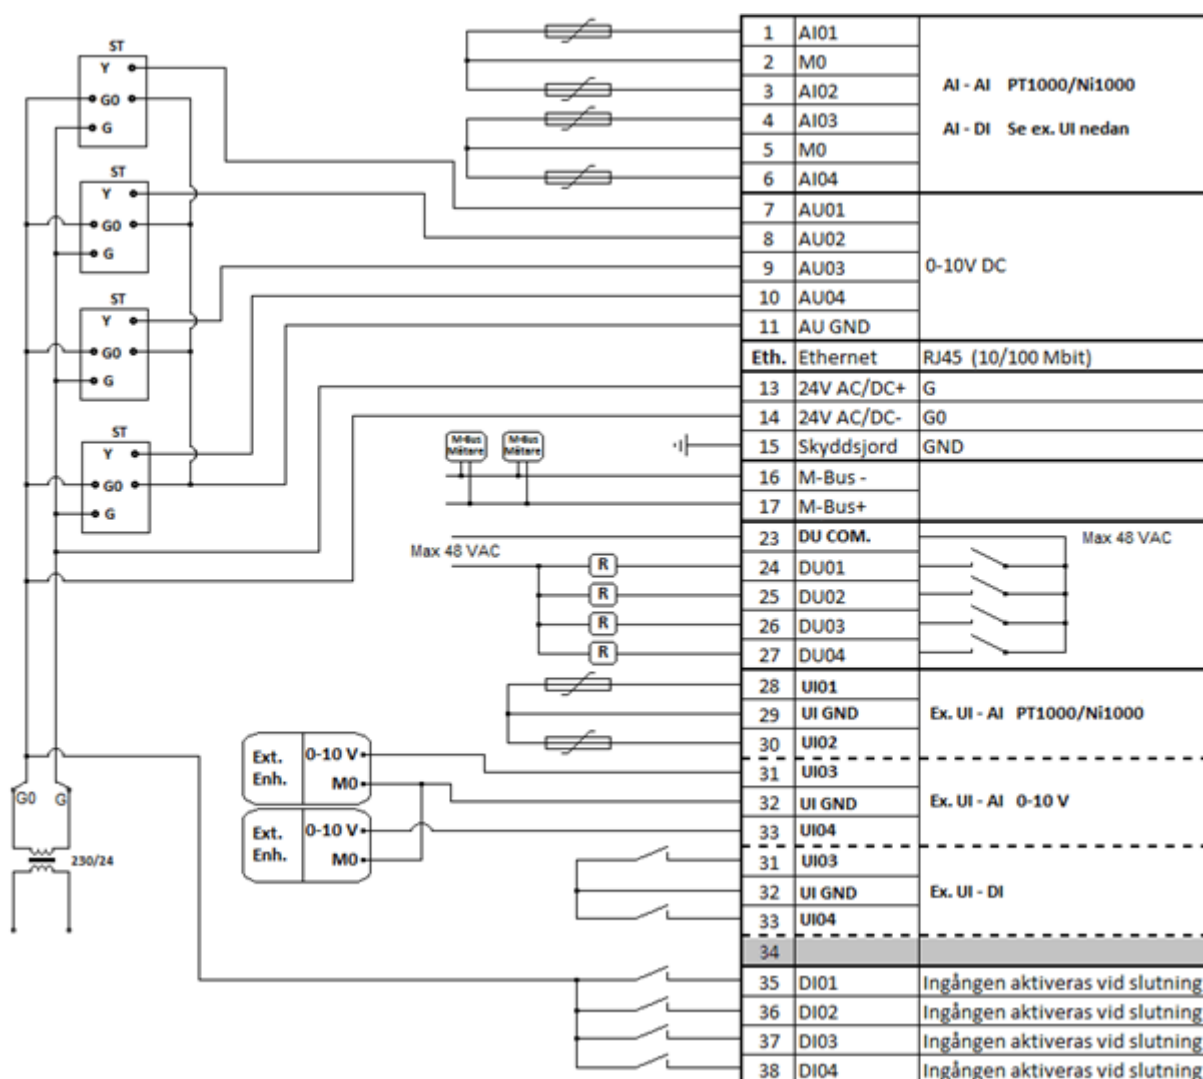 ST
Y
G0
G
ST
Y
G0
G
ST
Y
G0
G
ST
Y
G0
G
G0 G
230/24
M-Bus Mätare
M-Bus Mätare
Max 48 VAC
R
R
R
R
Ext. Enh.
0-10 V
M0
Ext. Enh.
0-10 V
M0
1 AI01
2 M0
3 AI02
4 AI03
5 M0
6 AI04
AI - AI PT1000/Ni1000
AI - DI Se ex. UI nedan
7 AU01
8 AU02
9 AU03
10 AU04
11 AU GND
0-10V DC
Eth. Ethernet RJ45 (10/100 Mbit)
13 24V AC/DC+ G
14 24V AC/DC- G0
15 Skyddsjord GND
16 M-Bus -
17 M-Bus+
23 DU COM. Max 48 VAC
24 DU01
25 DU02
26 DU03
27 DU04
28 UI01
29 UI GND
30 UI02
Ex. UI - AI PT1000/Ni1000
31 UI03
32 UI GND
33 UI04
Ex. UI - AI 0-10 V
31 UI03
32 UI GND
33 UI04
Ex. UI - DI
34
35 DI01 Ingången aktiveras vid slutning
36 DI02 Ingången aktiveras vid slutning
37 DI03 Ingången aktiveras vid slutning
38 DI04 Ingången aktiveras vid slutning